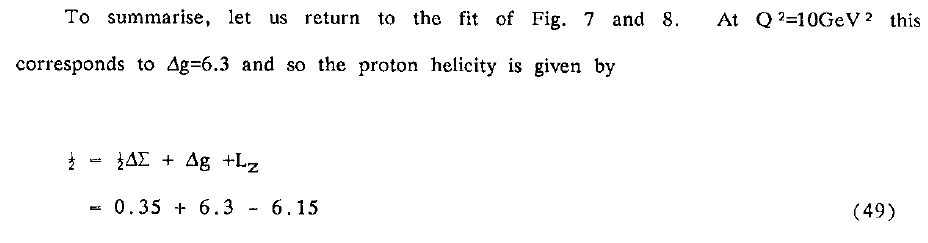 To summarise, let us return to the fit of Fig. 7 and 8. At Q²=10GeV² this
corresponds to Δg=6.3 and so the proton helicity is given by
½ = ½ΔΣ + Δg +L_Z
= 0.35 + 6.3 - 6.15 (49)